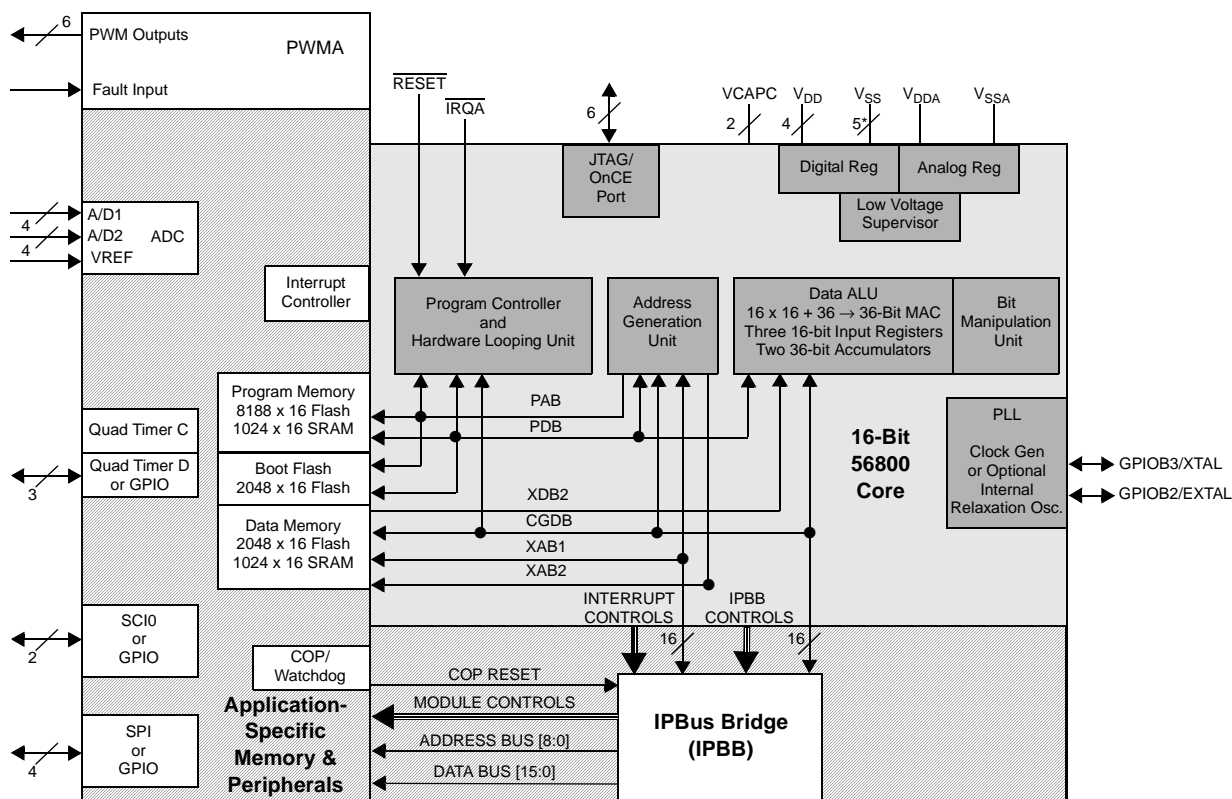 6
PWM Outputs
PWMA
Fault Input
RESET
IRQA
6
VCAPC
2
VDD
4
VSS
5*
VDDA
VSSA
JTAG/
OnCE
Port
Digital Reg
Analog Reg
Low Voltage
Supervisor
4
A/D1
4
A/D2
ADC
VREF
Interrupt
Controller
Program Controller
and
Hardware Looping Unit
Address
Generation
Unit
Data ALU
16 x 16 + 36 → 36-Bit MAC
Three 16-bit Input Registers
Two 36-bit Accumulators
Bit
Manipulation
Unit
Program Memory
8188 x 16 Flash
1024 x 16 SRAM
PAB
PDB
Quad Timer C
Quad Timer D
or GPIO
3
Boot Flash
2048 x 16 Flash
XDB2
CGDB
XAB1
XAB2
Data Memory
2048 x 16 Flash
1024 x 16 SRAM
16-Bit
56800
Core
PLL
Clock Gen
or Optional
Internal
Relaxation Osc.
GPIOB3/XTAL
GPIOB2/EXTAL
INTERRUPT
CONTROLS
16
IPBB
CONTROLS
16
SCI0
or
GPIO
2
COP/
Watchdog
COP RESET
MODULE CONTROLS
ADDRESS BUS [8:0]
DATA BUS [15:0]
Application-
Specific
Memory &
Peripherals
SPI
or
GPIO
4
IPBus Bridge
(IPBB)